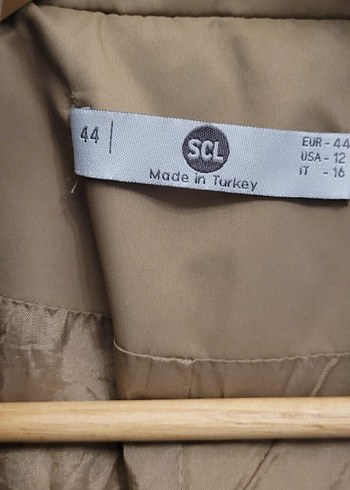 44
SCL
Made in Turkey
EUR - 44
USA - 12
IT - 16